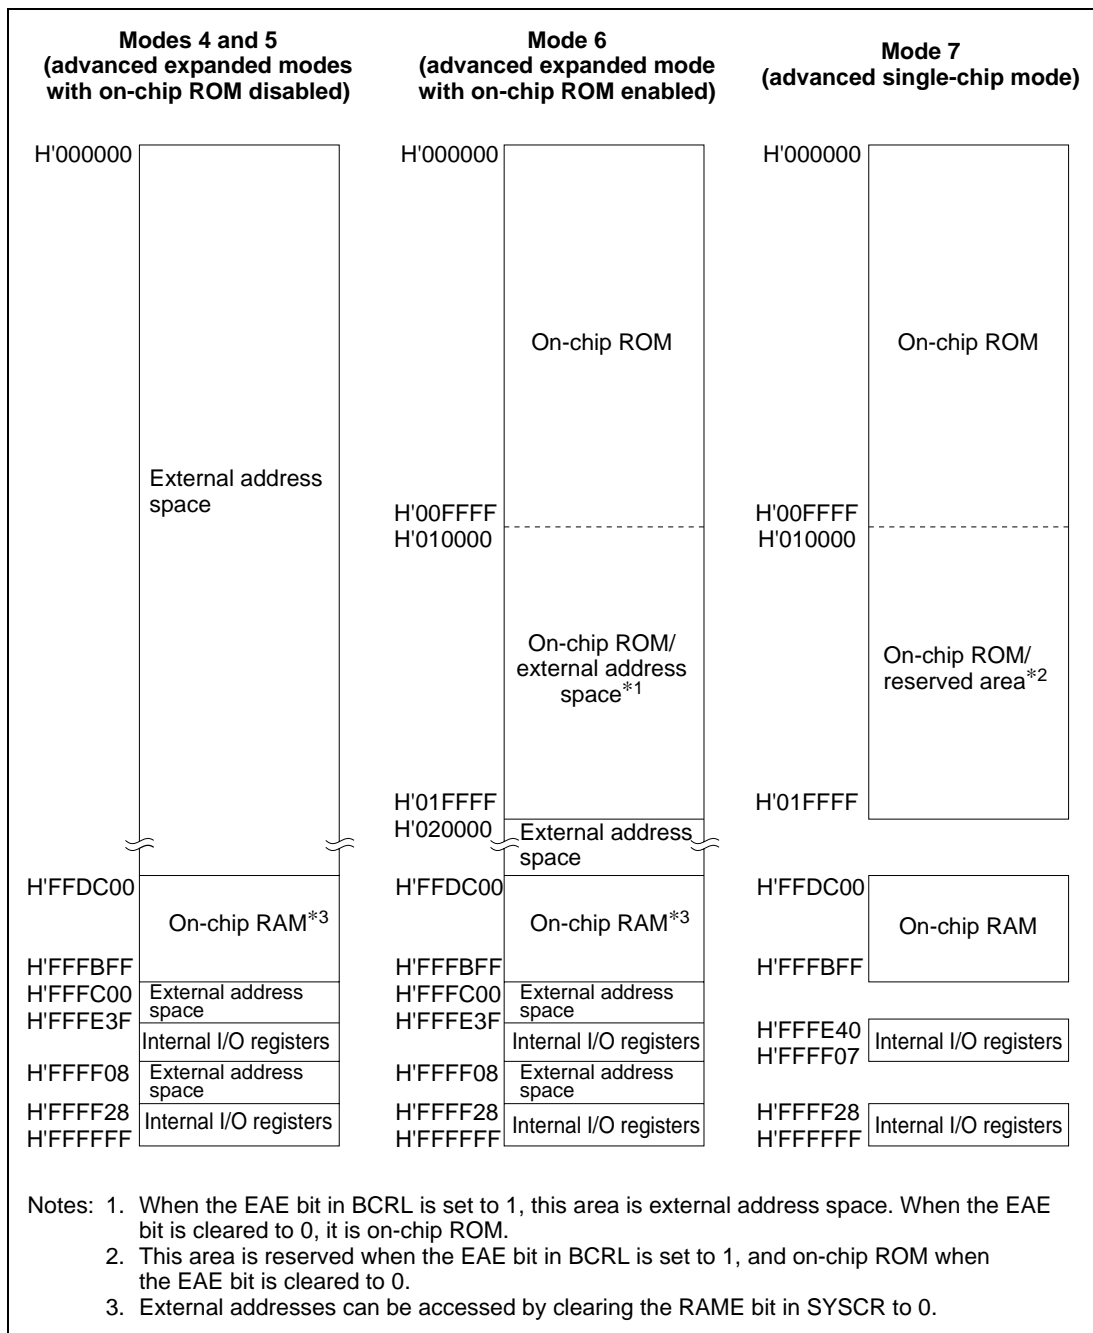 Modes 4 and 5
(advanced expanded modes
with on-chip ROM disabled)
H'000000
External address
space
H'FFDC00
On-chip RAM*3
H'FFFBFF
H'FFFC00
External address
space
H'FFFE3F
Internal I/O registers
H'FFFF08
External address
space
H'FFFF28
Internal I/O registers
H'FFFFFF
Mode 6
(advanced expanded mode
with on-chip ROM enabled)
H'000000
On-chip ROM
H'00FFFF
H'010000
On-chip ROM/
external address
space*1
H'01FFFF
H'020000
External address
space
H'FFDC00
On-chip RAM*3
H'FFFBFF
H'FFFC00
External address
space
H'FFFE3F
Internal I/O registers
H'FFFF08
External address
space
H'FFFF28
Internal I/O registers
H'FFFFFF
Mode 7
(advanced single-chip mode)
H'000000
On-chip ROM
H'00FFFF
H'010000
On-chip ROM/
reserved area*2
H'01FFFF
H'FFDC00
On-chip RAM
H'FFFBFF
H'FFFE40
Internal I/O registers
H'FFFF07
H'FFFF28
Internal I/O registers
H'FFFFFF
Notes: 1. When the EAE bit in BCRL is set to 1, this area is external address space. When the EAE
bit is cleared to 0, it is on-chip ROM.
2. This area is reserved when the EAE bit in BCRL is set to 1, and on-chip ROM when
the EAE bit is cleared to 0.
3. External addresses can be accessed by clearing the RAME bit in SYSCR to 0.